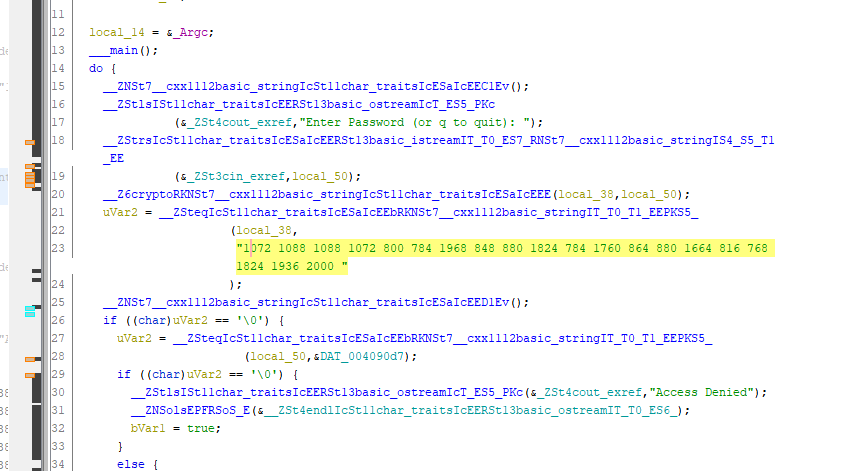 11
12 local_14 = &_Argc;
13 ___main();
14 do {
15 __ZNSt7__cxx1112basic_stringIcSt11char_traitsIcESaIcEEC1Ev();
16 __ZStlsISt11char_traitsIcEERSt13basic_ostreamIcT_ES5_PKc
17 (&_ZSt4cout_exref,"Enter Password (or q to quit): ");
18 __ZStrsIcSt11char_traitsIcESaIcEERSt13basic_istreamIT_T0_ES7_RNSt7__cxx1112basic_stringIS4_S5_T1
_EE
19 (&_ZSt3cin_exref,local_50);
20 __Z6cryptoRKNSt7__cxx1112basic_stringIcSt11char_traitsIcESaIcEEE(local_38,local_50);
21 uVar2 = __ZSteqIcSt11char_traitsIcESaIcEEbRKNSt7__cxx1112basic_stringIT_T0_T1_EEPKS5_
22 (local_38,
23 "1072 1088 1088 1072 800 784 1968 848 880 1824 784 1760 864 880 1664 816 768
1824 1936 2000 "
24 );
25 __ZNSt7__cxx1112basic_stringIcSt11char_traitsIcESaIcEED1Ev();
26 if ((char)uVar2 == '\0') {
27 uVar2 = __ZSteqIcSt11char_traitsIcESaIcEEbRKNSt7__cxx1112basic_stringIT_T0_T1_EEPKS5_
28 (local_50,&DAT_004090d7);
29 if ((char)uVar2 == '\0') {
30 __ZStlsISt11char_traitsIcEERSt13basic_ostreamIcT_ES5_PKc(&_ZSt4cout_exref,"Access Denied");
31 __ZNSolsEPFRSoS_E(&__ZSt4endlIcSt11char_traitsIcEERSt13basic_ostreamIT_T0_ES6_);
32 bVar1 = true;
33 }
34 else {